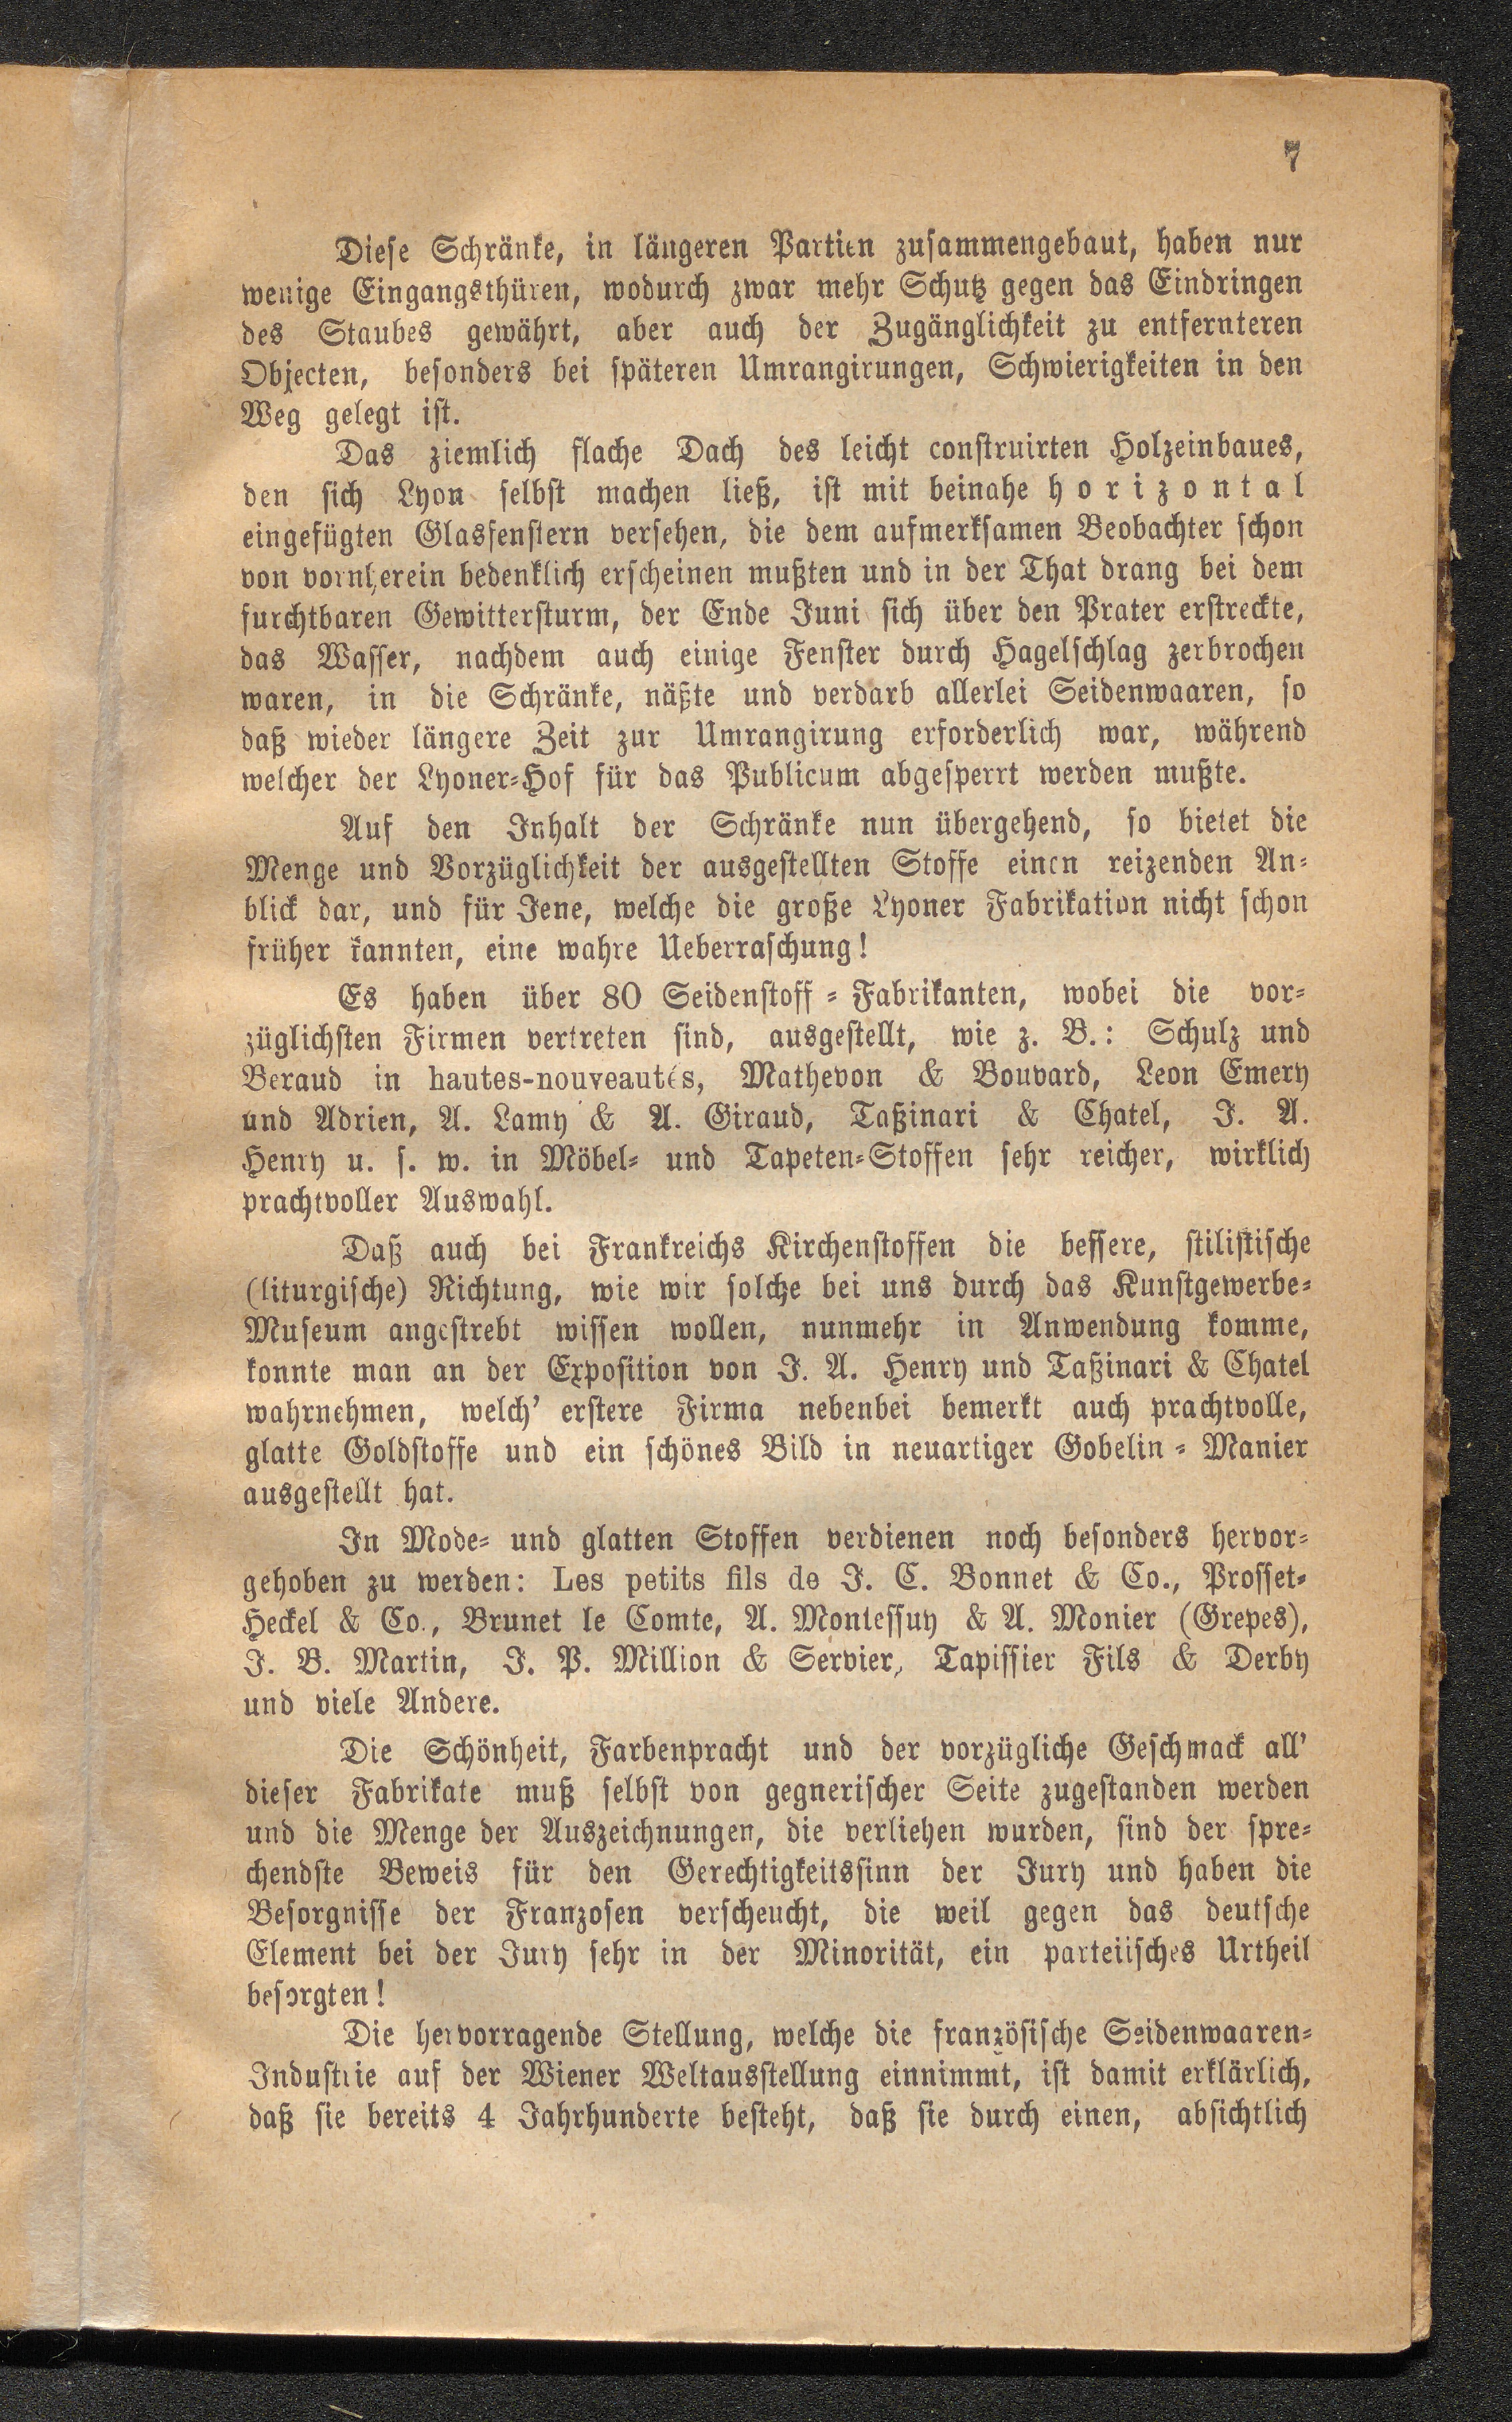 7
Diese Schränke, in längeren Partien zusammengebaut, haben nur
wenige Eingangsthüren, wodurch zwar mehr Schutz gegen das Eindringen
des Staubes gewährt, aber auch der Zugänglichkeit zu entfernteren
Objecten, besonders bei späteren Umrangirungen, Schwierigkeiten in den
Weg gelegt ist.
Das ziemlich flache Dach des leicht construirten Holzeinbaues,
den sich Lyon selbst machen ließ, ist mit beinahe horizontal
eingefügten Glasfenstern versehen, die dem aufmerksamen Beobachter schon
von vornherein bedenklich erscheinen mußten und in der That drang bei dem
furchtbaren Gewittersturm, der Ende Juni sich über den Prater erstreckte,
das Wasser, nachdem auch einige Fenster durch Hagelschlag zerbrochen
waren, in die Schränke, näßte und verdarb allerlei Seidenwaaren, so
daß wieder längere Zeit zur Umrangirung erforderlich war, während
welcher der Lyoner-Hof für das Publicum abgesperrt werden mußte.
Auf den Inhalt der Schränke nun übergehend, so bietet die
Menge und Vorzüglichkeit der ausgestellten Stoffe einen reizenden An-
blick dar, und für Jene, welche die große Lyoner Fabrikation nicht schon
früher kannten, eine wahre Ueberraschung!
Es haben über 80 Seidenstoff-Fabrikanten, wobei die vor-
züglichsten Firmen vertreten sind, ausgestellt, wie z. B.: Schulz und
Beraud in hautes-nouveautés, Mathevon & Bouvard, Leon Emery
und Adrien, A. Lamy & A. Giraud, Taßinari & Chatel, J. A.
Henry u. s. w. in Möbel- und Tapeten-Stoffen sehr reicher, wirklich
prachtvoller Auswahl.
Daß auch bei Frankreichs Kirchenstoffen die bessere, stilistische
(liturgische) Richtung, wie wir solche bei uns durch das Kunstgewerbe-
Museum angestrebt wissen wollen, nunmehr in Anwendung komme,
konnte man an der Exposition von J. A. Henry und Taßinari & Chatel
wahrnehmen, welch' erstere Firma nebenbei bemerkt auch prachtvolle,
glatte Goldstoffe und ein schönes Bild in neuartiger Gobelin-Manier
ausgestellt hat.
In Mode- und glatten Stoffen verdienen noch besonders hervor-
gehoben zu werden: Les petits fils de J. C. Bonnet & Co., Prosset-
Heckel & Co., Brunet le Comte, A. Montessuy & A. Monier (Grepes),
J. B. Martin, J. P. Million & Servier, Tapissier Fils & Derby
und viele Andere.
Die Schönheit, Farbenpracht und der vorzügliche Geschmack all'
dieser Fabrikate muß selbst von gegnerischer Seite zugestanden werden
und die Menge der Auszeichnungen, die verliehen wurden, sind der spre-
chendste Beweis für den Gerechtigkeitssinn der Jury und haben die
Besorgnisse der Franzosen verscheucht, die weil gegen das deutsche
Element bei der Jury sehr in der Minorität, ein parteiisches Urtheil
besorgten!
Die hervorragende Stellung, welche die französische Seidenwaaren-
Industrie auf der Wiener Weltausstellung einnimmt, ist damit erklärlich,
daß sie bereits 4 Jahrhunderte besteht, daß sie durch einen, absichtlich